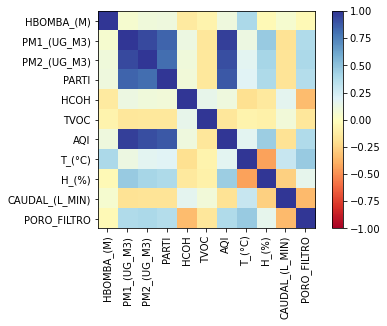 HBOMBA_(M)
PM1_(UG_M3)
PM2_(UG_M3)
PARTI
HCOH
TVOC
AQI
T_(°C)
H_(%)
CAUDAL_(L_MIN)
PORO_FILTRO
HBOMBA_(M)
PM1_(UG_M3)
PM2_(UG_M3)
PARTI
HCOH
TVOC
AQI
T_(°C)
H_(%)
CAUDAL_(L_MIN)
PORO_FILTRO
1.00
0.75
0.50
0.25
0.00
−0.25
−0.50
−0.75
−1.00